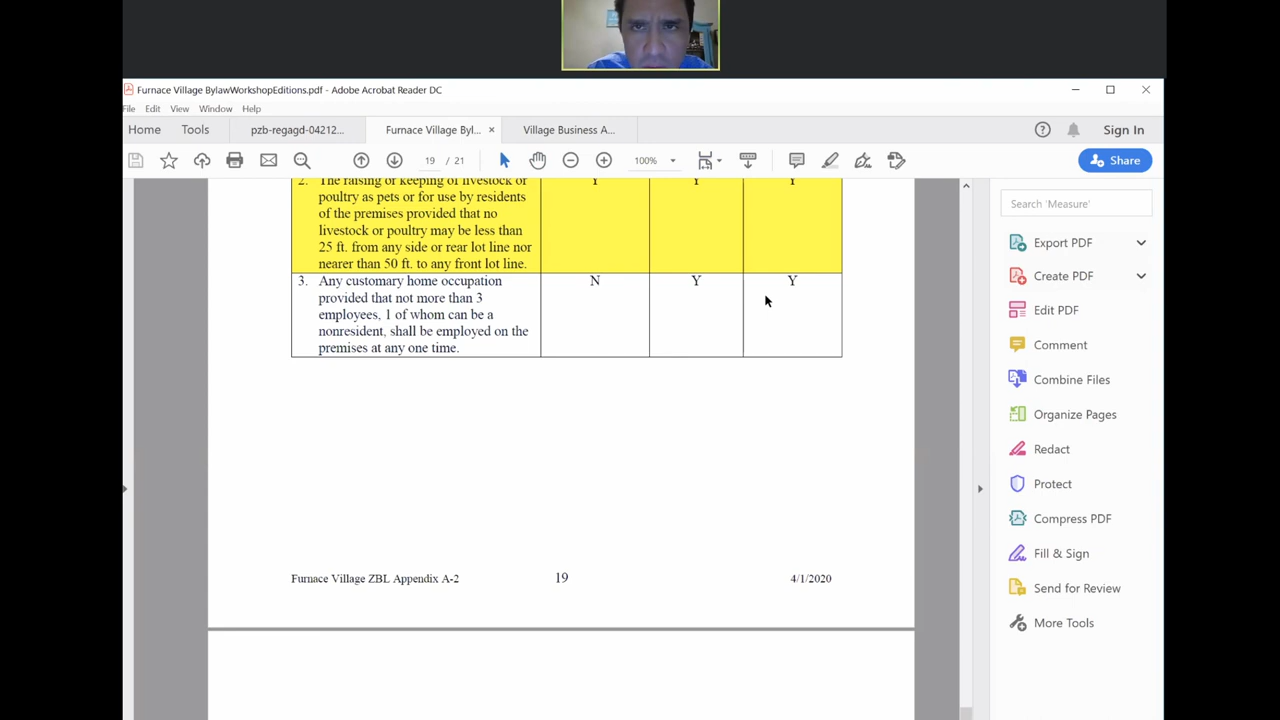 Furnace Village BylawWorkshopEditions.pdf - Adobe Acrobat Reader DC
File Edit View Window Help
Home Tools pzb-regagd-04212... Furnace Village Byl... × Village Business A... Sign In
19 / 21 100% Share
2. The raising or keeping of livestock or Y Y Y
poultry as pets or for use by residents
of the premises provided that no
livestock or poultry may be less than
25 ft. from any side or rear lot line nor
nearer than 50 ft. to any front lot line.
3. Any customary home occupation N Y Y
provided that not more than 3
employees, 1 of whom can be a
nonresident, shall be employed on the
premises at any one time.
Furnace Village ZBL Appendix A-2 19 4/1/2020
Search 'Measure'
Export PDF
Create PDF
Edit PDF
Comment
Combine Files
Organize Pages
Redact
Protect
Compress PDF
Fill & Sign
Send for Review
More Tools